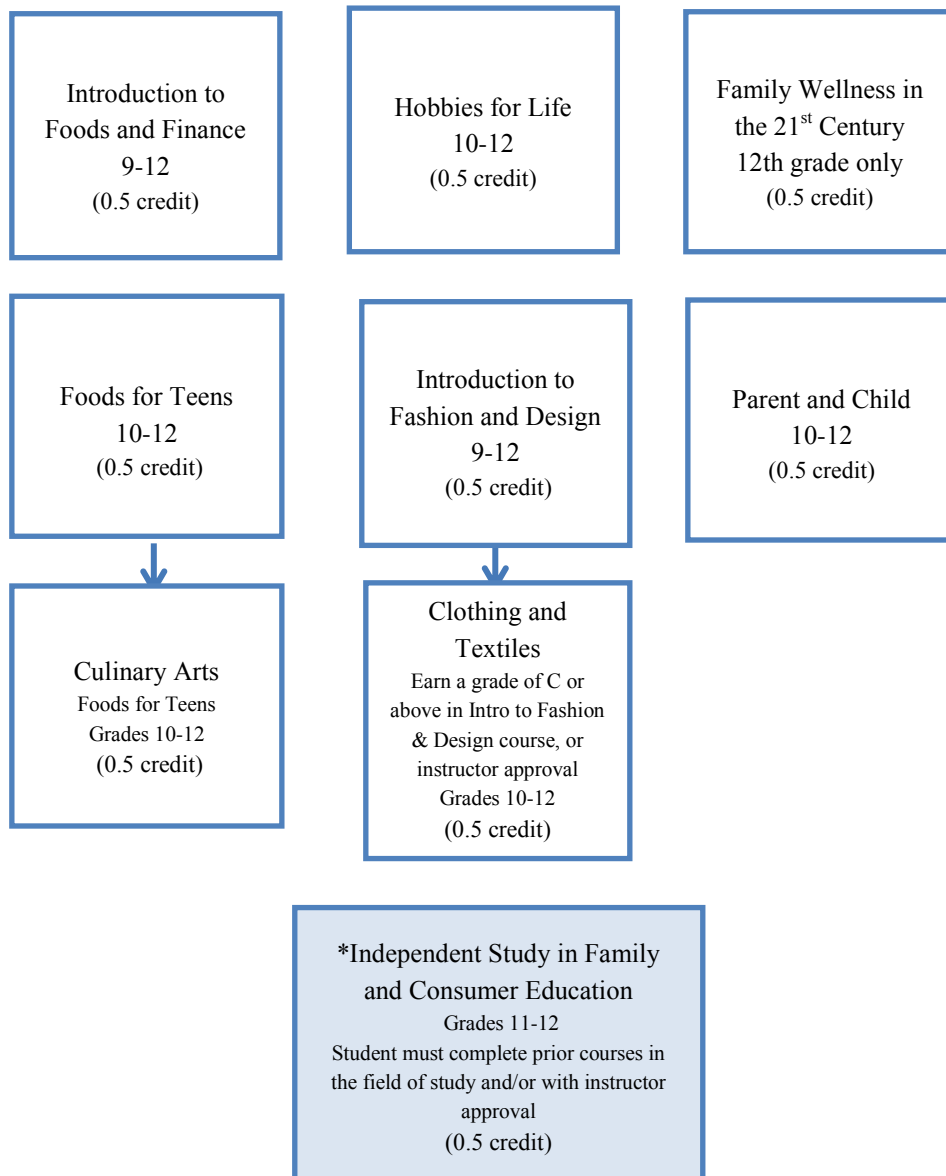 Introduction to
Foods and Finance
9-12
(0.5 credit)
Hobbies for Life
10-12
(0.5 credit)
Family Wellness in
the 21st Century
12th grade only
(0.5 credit)
Foods for Teens
10-12
(0.5 credit)
Introduction to
Fashion and Design
9-12
(0.5 credit)
Parent and Child
10-12
(0.5 credit)
Culinary Arts
Foods for Teens
Grades 10-12
(0.5 credit)
Clothing and
Textiles
Earn a grade of C or
above in Intro to Fashion
& Design course, or
instructor approval
Grades 10-12
(0.5 credit)
*Independent Study in Family
and Consumer Education
Grades 11-12
Student must complete prior courses in
the field of study and/or with instructor
approval
(0.5 credit)